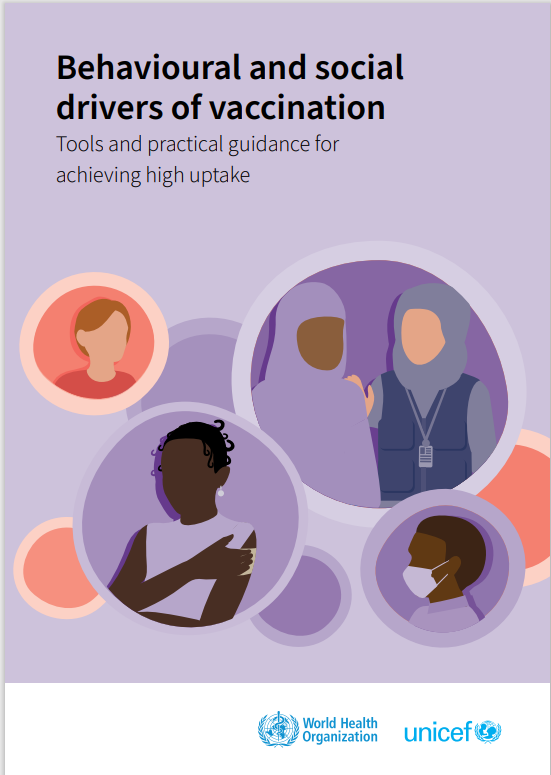 Behavioural and social
drivers of vaccination
Tools and practical guidance for
achieving high uptake
World Health
Organization
unicef